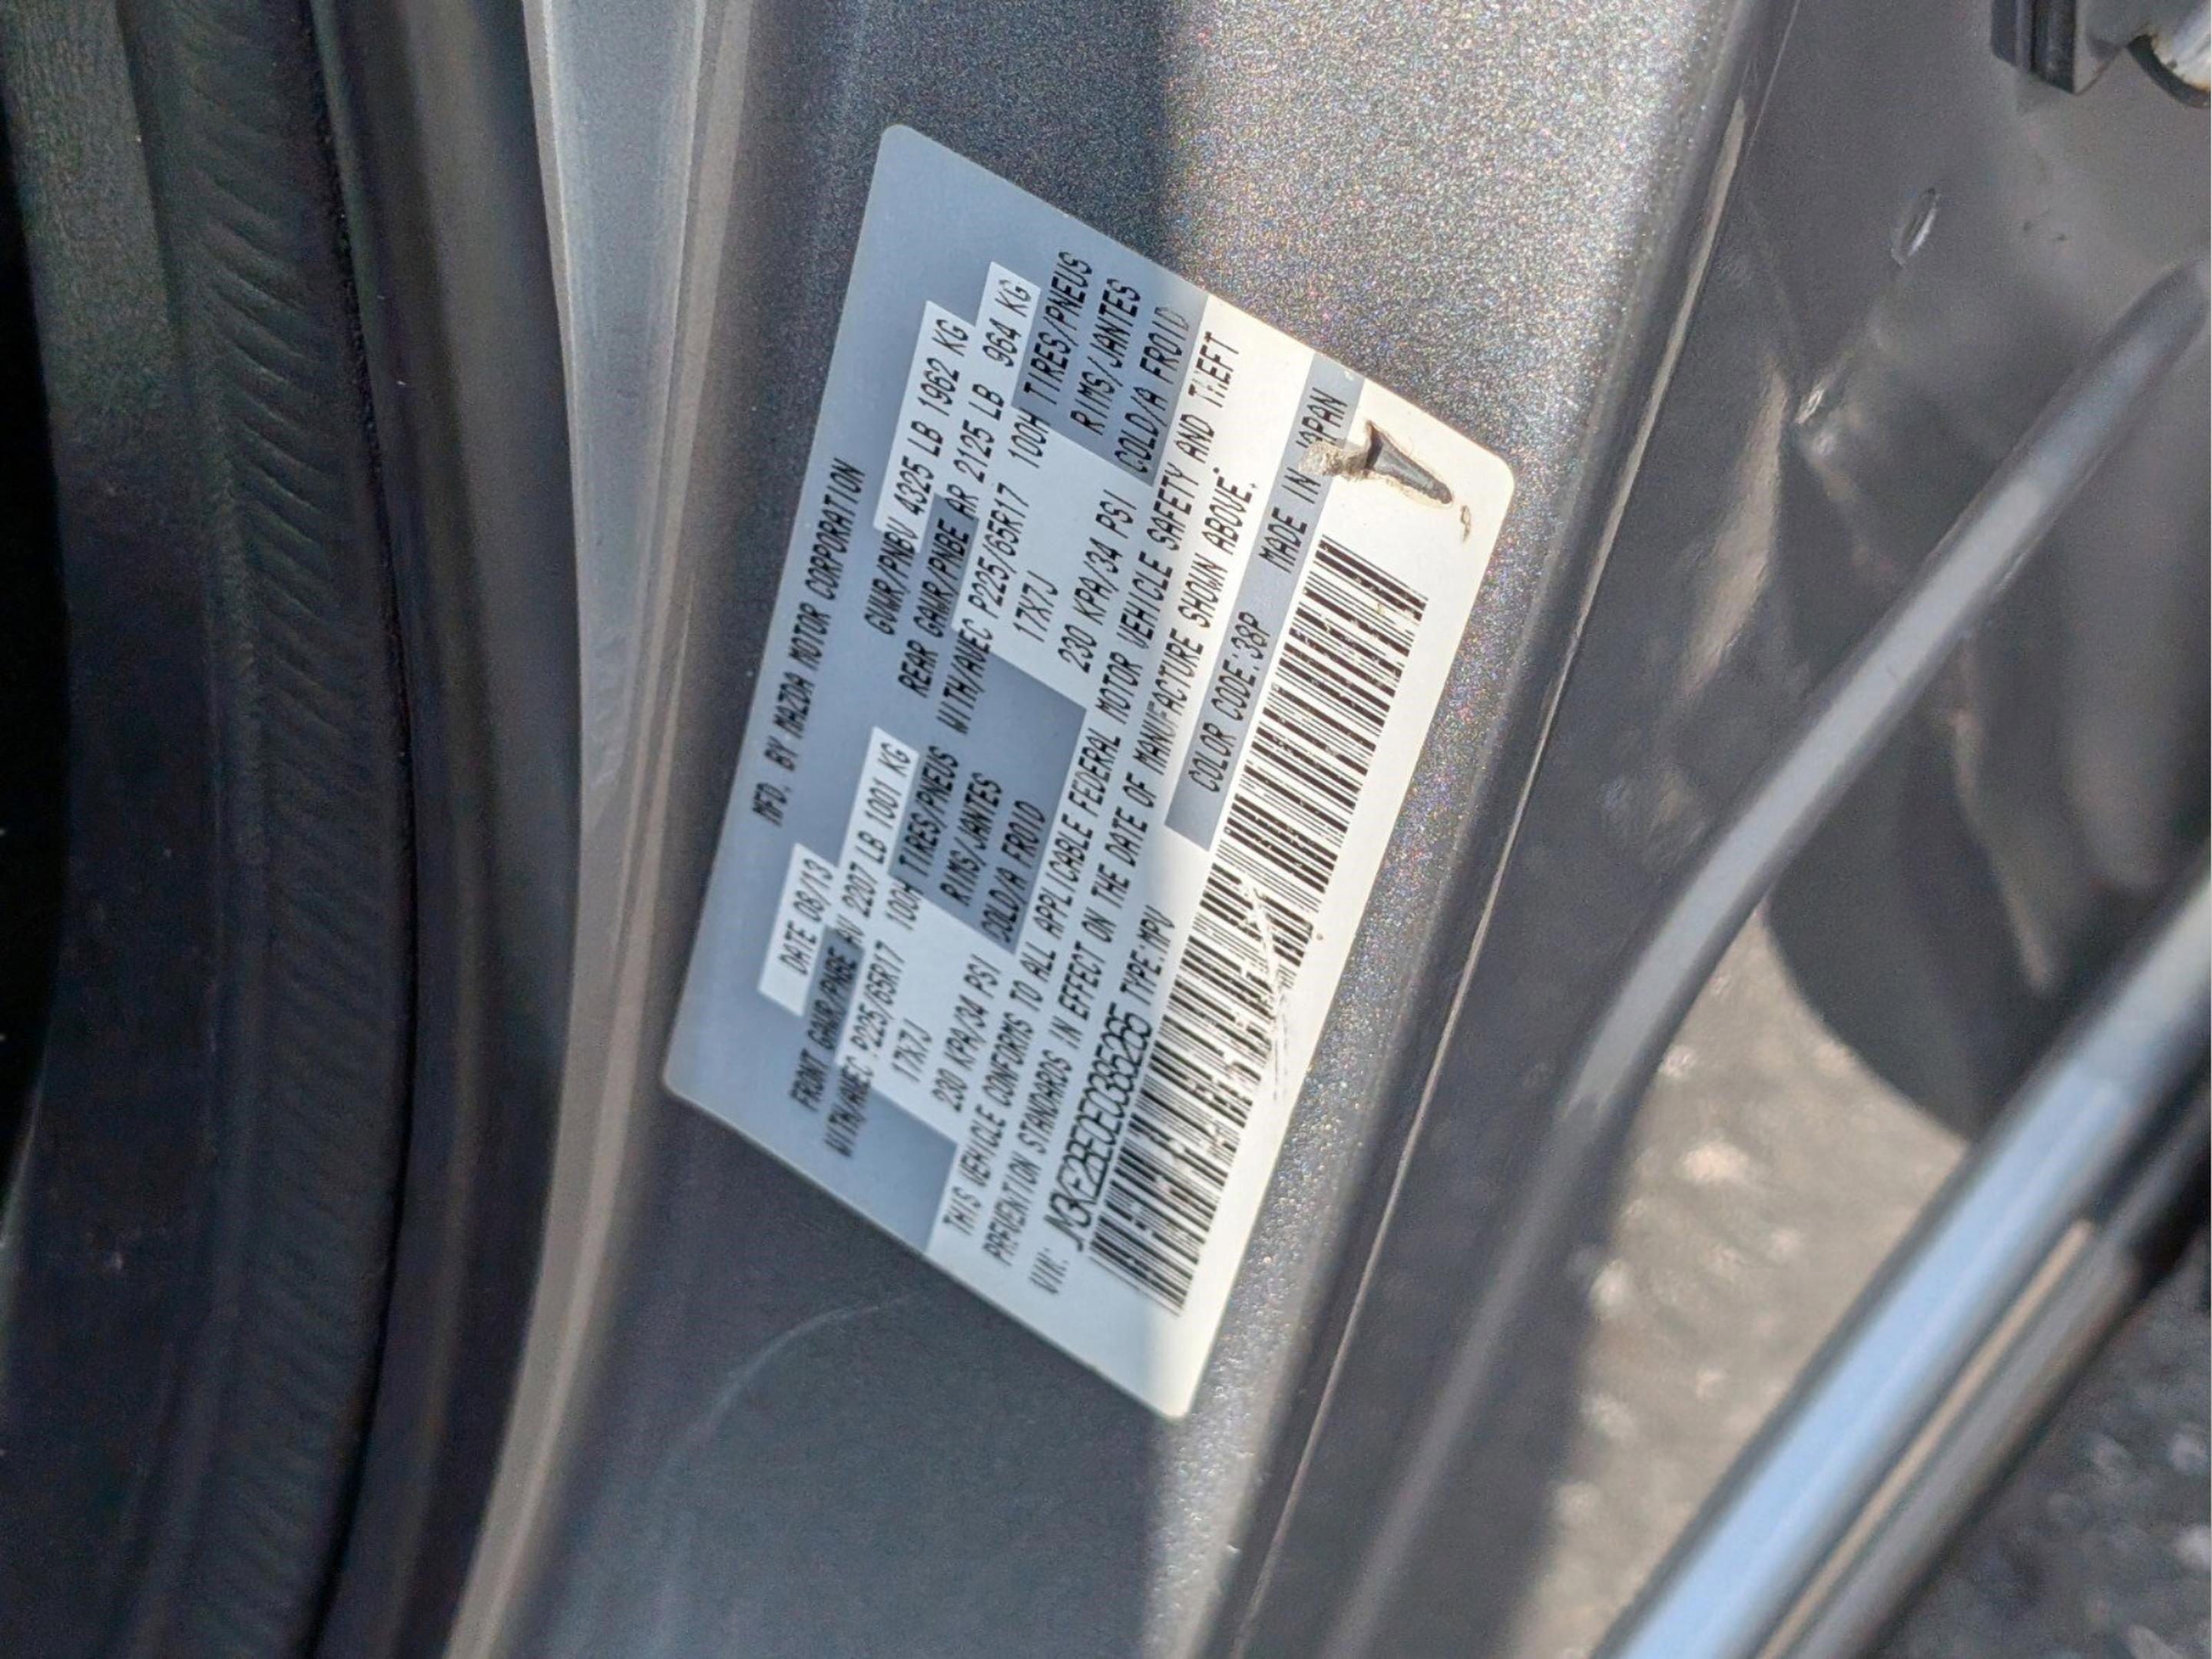 MFD. BY MAZDA MOTOR CORPORATION
DATE 08/13 GVWR/PNBV 4325 LB 1962 KG
FRONT GAWR/PNBE AV 2207 LB 1001 KG REAR GAWR/PNBE AR 2125 LB 964 KG
WITH/AVEC P225/65R17 100H TIRES/PNEUS WITH/AVEC P225/65R17 100H TIRES/PNEUS
17X7J RIMS/JANTES 17X7J RIMS/JANTES
230 KPA/34 PSI COLD/A FROID 230 KPA/34 PSI COLD/A FROID
THIS VEHICLE CONFORMS TO ALL APPLICABLE FEDERAL MOTOR VEHICLE SAFETY AND THEFT
PREVENTION STANDARDS IN EFFECT ON THE DATE OF MANUFACTURE SHOWN ABOVE.
VIN: JM3KE2BE0E0385265 TYPE:MPV COLOR CODE:38P MADE IN JAPAN